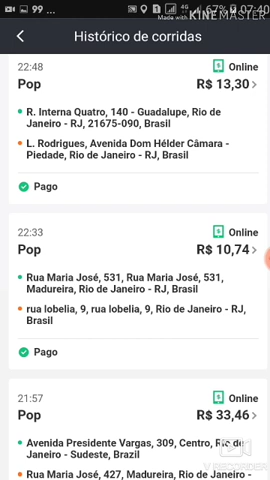 99 ... 4G 67% 07:40
Made with KINEMASTER
Histórico de corridas
22:48 Online
Pop R$ 13,30
R. Interna Quatro, 140 - Guadalupe, Rio de
Janeiro - RJ, 21675-090, Brasil
L. Rodrigues, Avenida Dom Hélder Câmara -
Piedade, Rio de Janeiro - RJ, Brasil
Pago
22:33 Online
Pop R$ 10,74
Rua Maria José, 531, Rua Maria José, 531,
Madureira, Rio de Janeiro - RJ, Brasil
rua lobelia, 9, rua lobelia, 9, Rio de Janeiro - RJ,
Brasil
Pago
21:57 Online
Pop R$ 33,46
Avenida Presidente Vargas, 309, Centro, Rio de
Janeiro - Sudeste, Brazil
Rua Maria José, 427, Madureira, Rio de Janeiro -